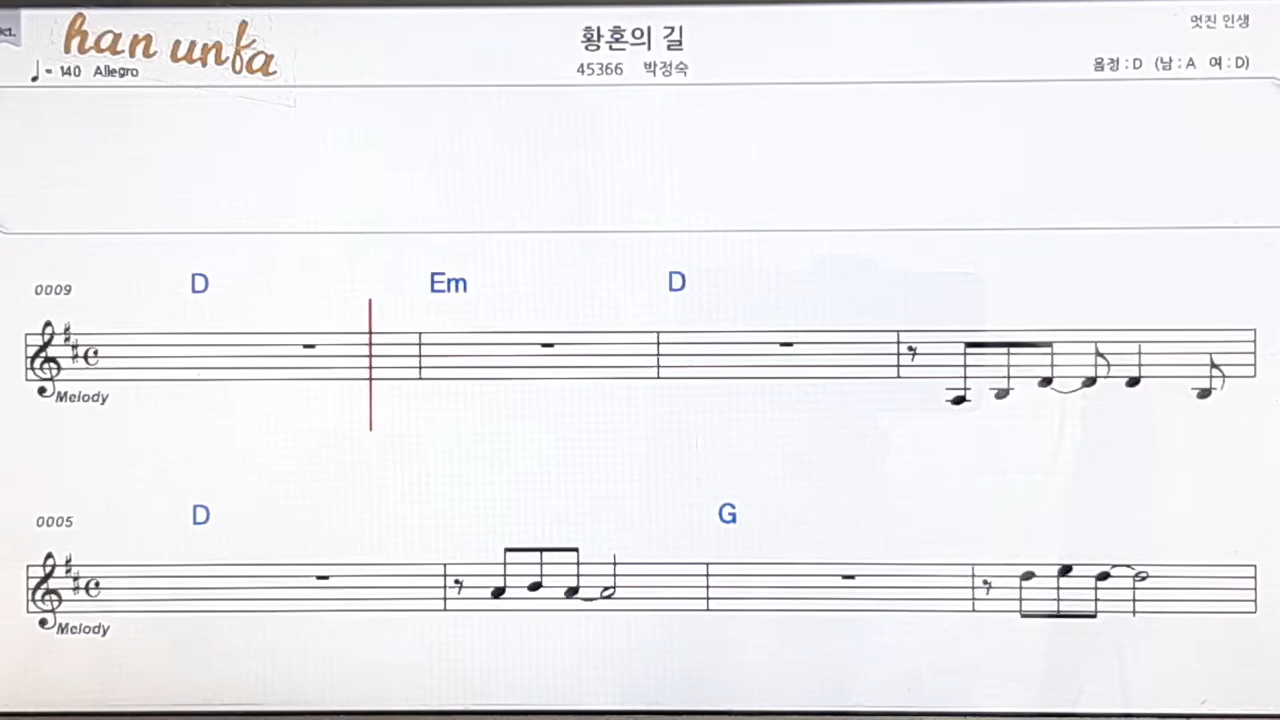 han unfa
♩= 140 Allegro
황혼의 길
45366 박정숙
멋진 인생
음정 : D (남 : A 여 : D)
0009
D Em D
Melody
0005
D G
Melody